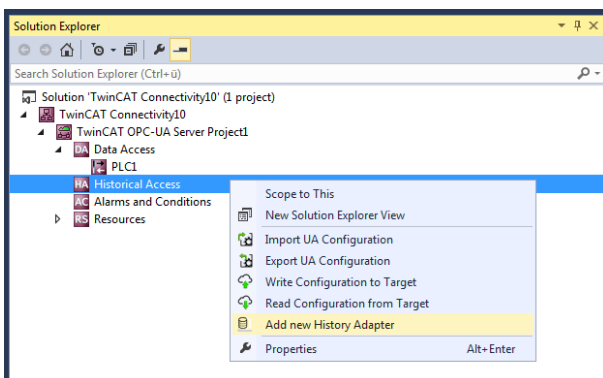 Solution Explorer
Search Solution Explorer (Ctrl+ü)
Solution 'TwinCAT Connectivity10' (1 project)
TwinCAT Connectivity10
TwinCAT OPC-UA Server Project1
DA Data Access
PLC1
HA Historical Access
AC Alarms and Conditions
RS Resources
Scope to This
New Solution Explorer View
Import UA Configuration
Export UA Configuration
Write Configuration to Target
Read Configuration from Target
Add new History Adapter
Properties Alt+Enter